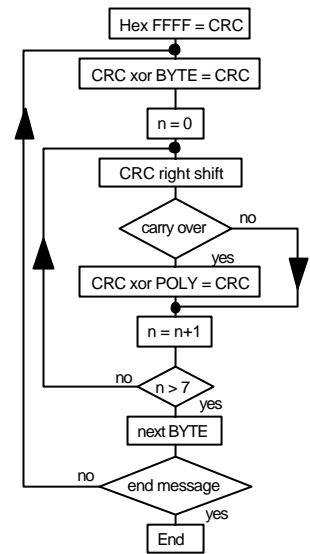 Hex FFFF = CRC
CRC xor BYTE = CRC
n = 0
CRC right shift
carry over
no
yes
CRC xor POLY = CRC
n = n+1
no
n > 7
yes
next BYTE
no
end message
yes
End